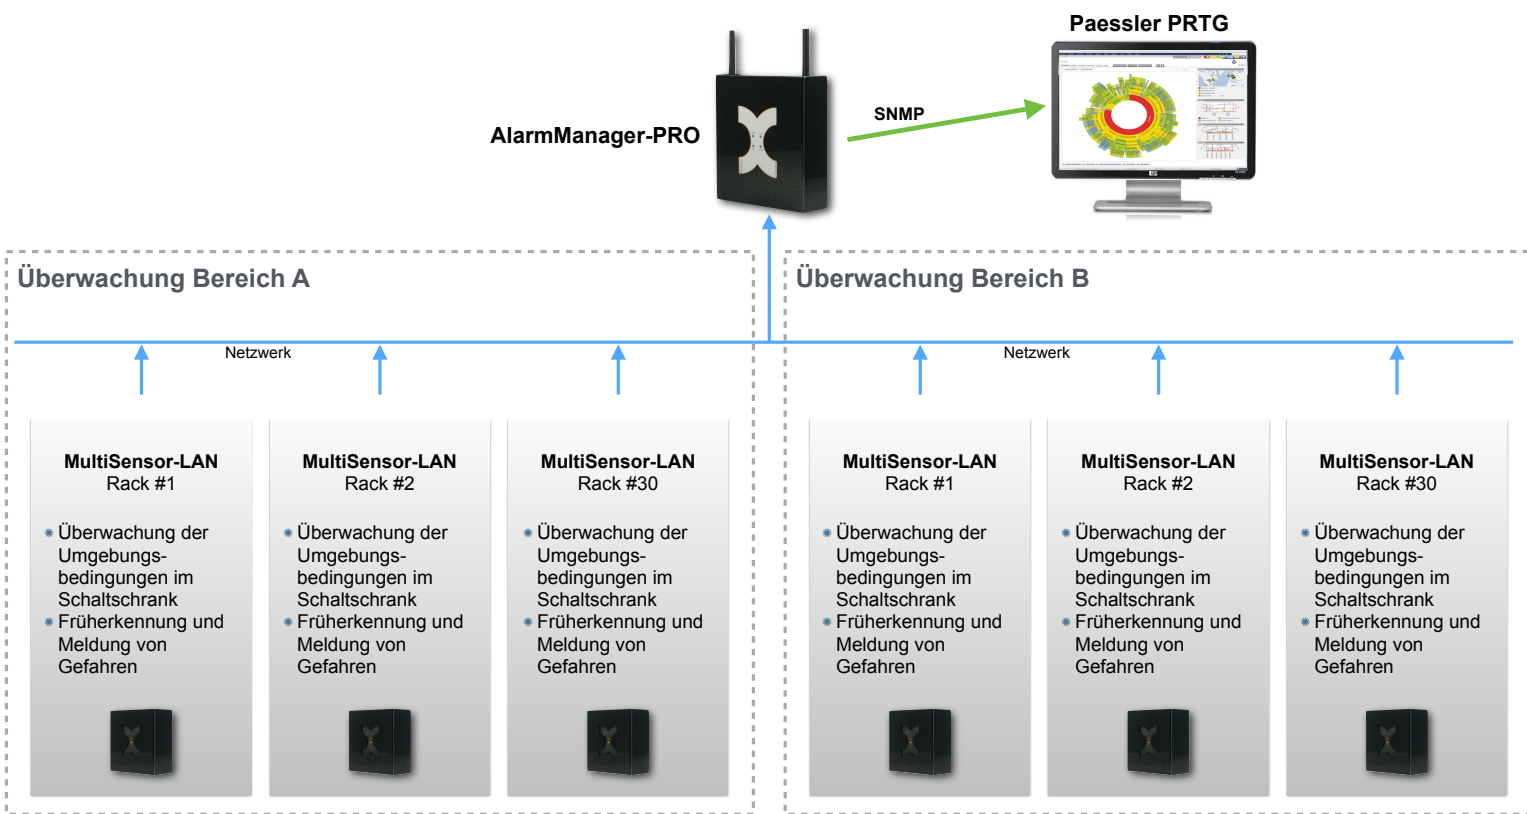 Paessler PRTG
AlarmManager-PRO
SNMP
Überwachung Bereich A
Netzwerk
MultiSensor-LAN
Rack #1
Überwachung der
Umgebungs-
bedingungen im
Schaltschrank
Früherkennung und
Meldung von
Gefahren
MultiSensor-LAN
Rack #2
Überwachung der
Umgebungs-
bedingungen im
Schaltschrank
Früherkennung und
Meldung von
Gefahren
MultiSensor-LAN
Rack #30
Überwachung der
Umgebungs-
bedingungen im
Schaltschrank
Früherkennung und
Meldung von
Gefahren
Überwachung Bereich B
Netzwerk
MultiSensor-LAN
Rack #1
Überwachung der
Umgebungs-
bedingungen im
Schaltschrank
Früherkennung und
Meldung von
Gefahren
MultiSensor-LAN
Rack #2
Überwachung der
Umgebungs-
bedingungen im
Schaltschrank
Früherkennung und
Meldung von
Gefahren
MultiSensor-LAN
Rack #30
Überwachung der
Umgebungs-
bedingungen im
Schaltschrank
Früherkennung und
Meldung von
Gefahren